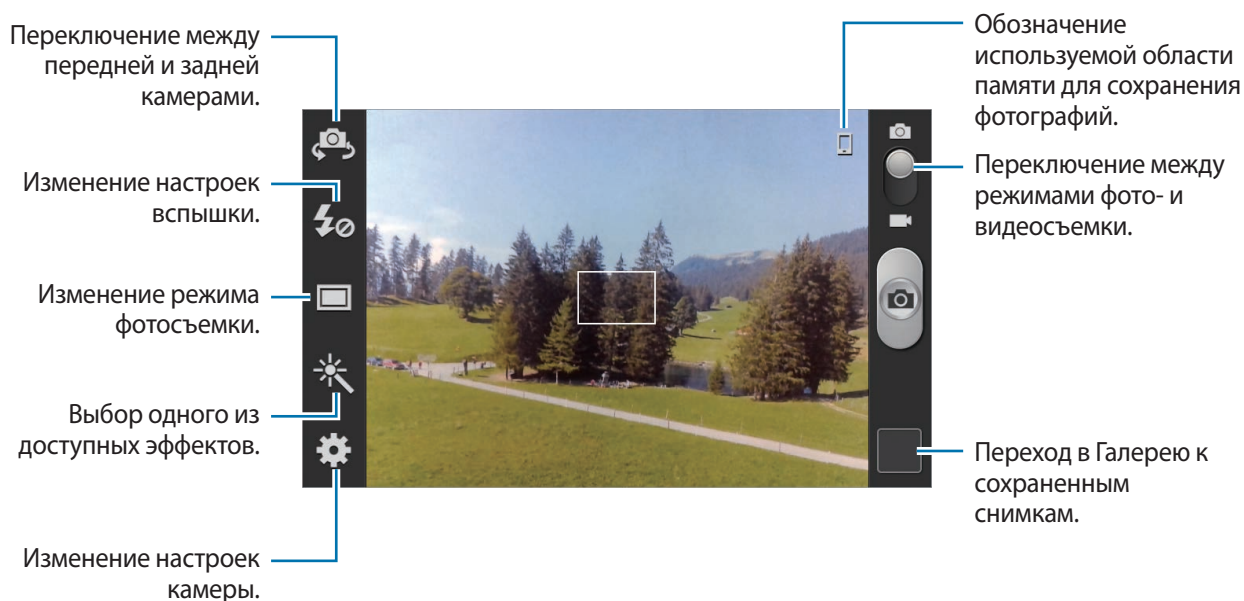 Переключение между
передней и задней
камерами.
Изменение настроек
вспышки.
Изменение режима
фотосъемки.
Выбор одного из
доступных эффектов.
Изменение настроек
камеры.
Обозначение
используемой области
памяти для сохранения
фотографий.
Переключение между
режимами фото- и
видеосъемки.
Переход в Галерею к
сохраненным
снимкам.